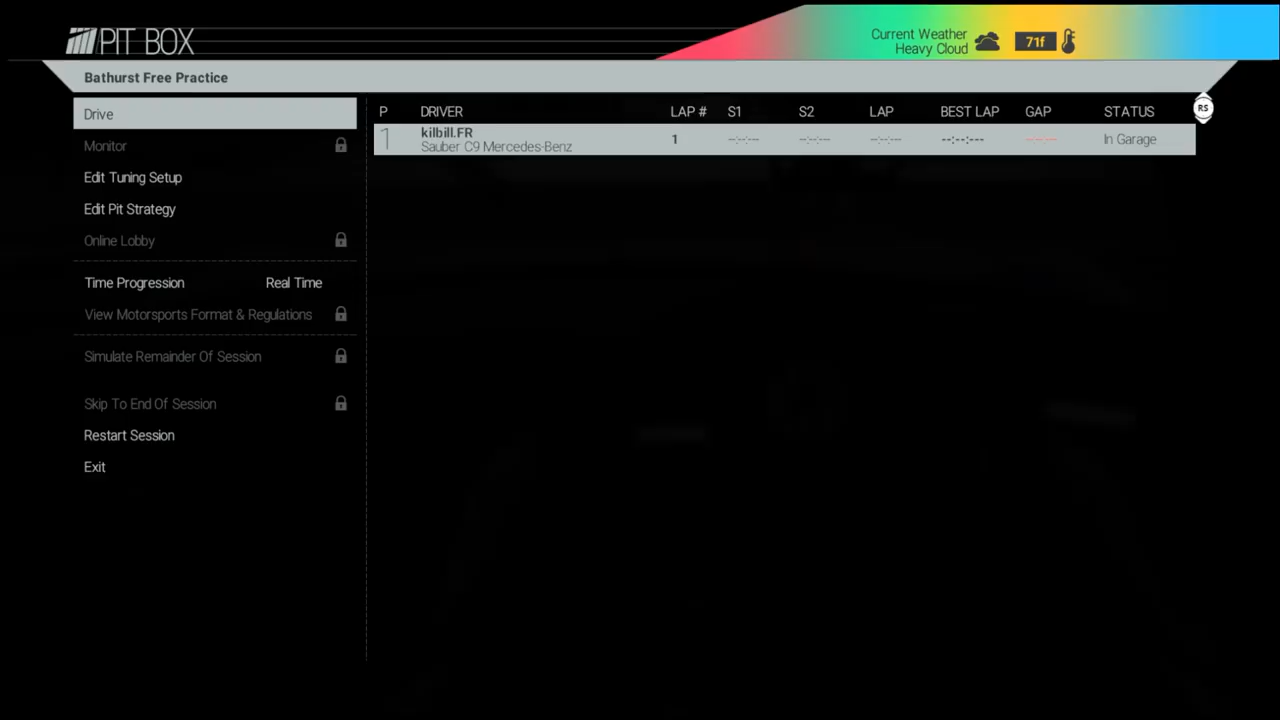 PIT BOX
Current Weather
Heavy Cloud
71f
Bathurst Free Practice
Drive
Monitor
Edit Tuning Setup
Edit Pit Strategy
Online Lobby
Time Progression Real Time
View Motorsports Format & Regulations
Simulate Remainder Of Session
Skip To End Of Session
Restart Session
Exit
P DRIVER LAP # S1 S2 LAP BEST LAP GAP STATUS
RS
1 kilbill.FR 1 --:--:--- --:--:--- --:--:--- --:--:--- --:--:--- In Garage
Sauber C9 Mercedes-Benz